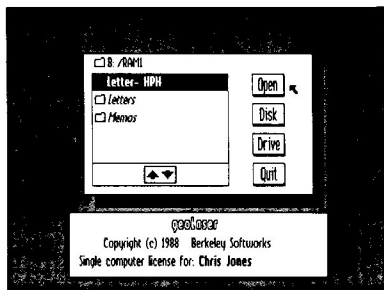 B: /RAM1
Letter- HPH
Letters
Memos
Open
Disk
Drive
Quit
geoLaser
Copyright (c) 1988 Berkeley Softworks
Single computer license for: Chris Jones